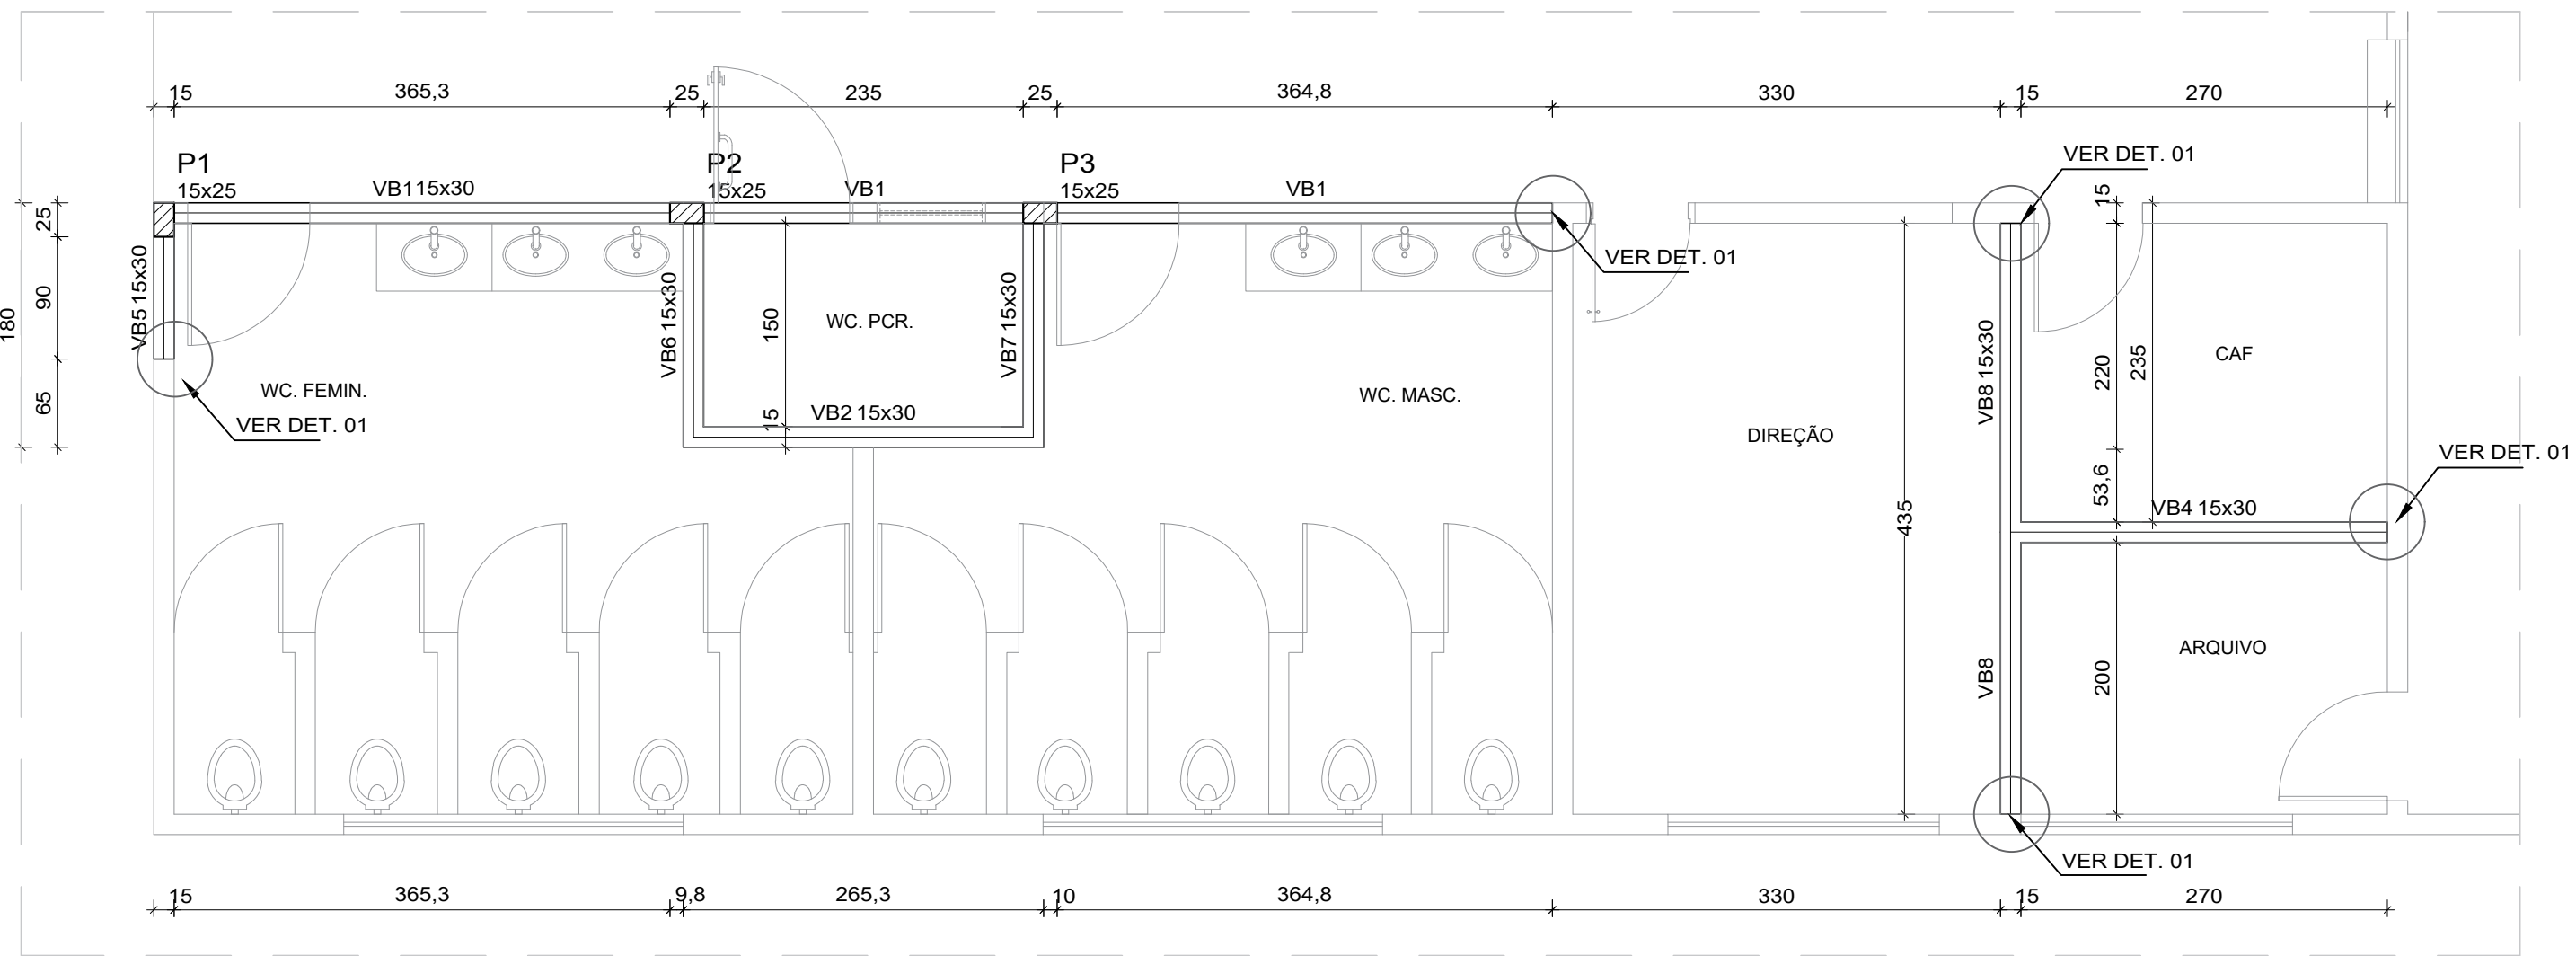 15 365,3 25 235 25 364,8 330 15 270
VER DET. 01
P1 P2 P3
15x25 VB1 15x30 15x25 VB1 15x25 VB1
15
25
90
180
65
VB5 15x30
VER DET. 01
WC. FEMIN.
VER DET. 01
VB6 15x30
150
WC. PCR.
VB7 15x30
15
VB2 15x30
WC. MASC.
DIREÇÃO
435
VB8 15x30
220
235
CAF
53,6
VB4 15x30
VER DET. 01
VB8
200
ARQUIVO
VER DET. 01
15 365,3 9,8 265,3 10 364,8 330 15 270